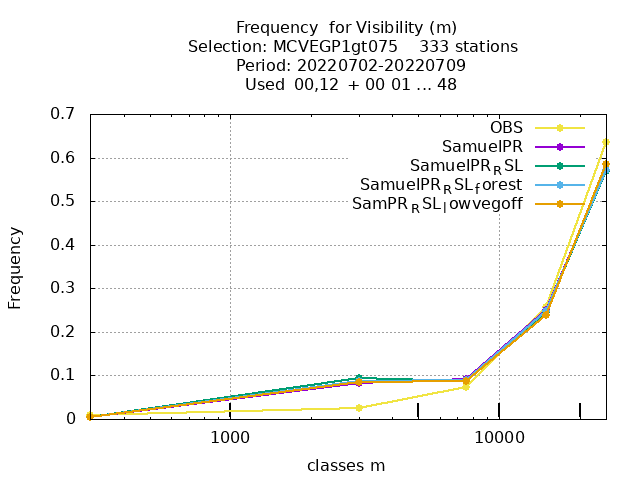 Frequency for Visibility (m)
Selection: MCVEGP1gt075 333 stations
Period: 20220702-20220709
Used 00,12 + 00 01 ... 48
0.7
0.6
0.5
0.4
0.3
0.2
0.1
0
Frequency
OBS
SamuelPR
SamuelPR_RSL
SamuelPR_RSL_forest
SamPR_RSL_lowvegoff
1000
10000
classes m